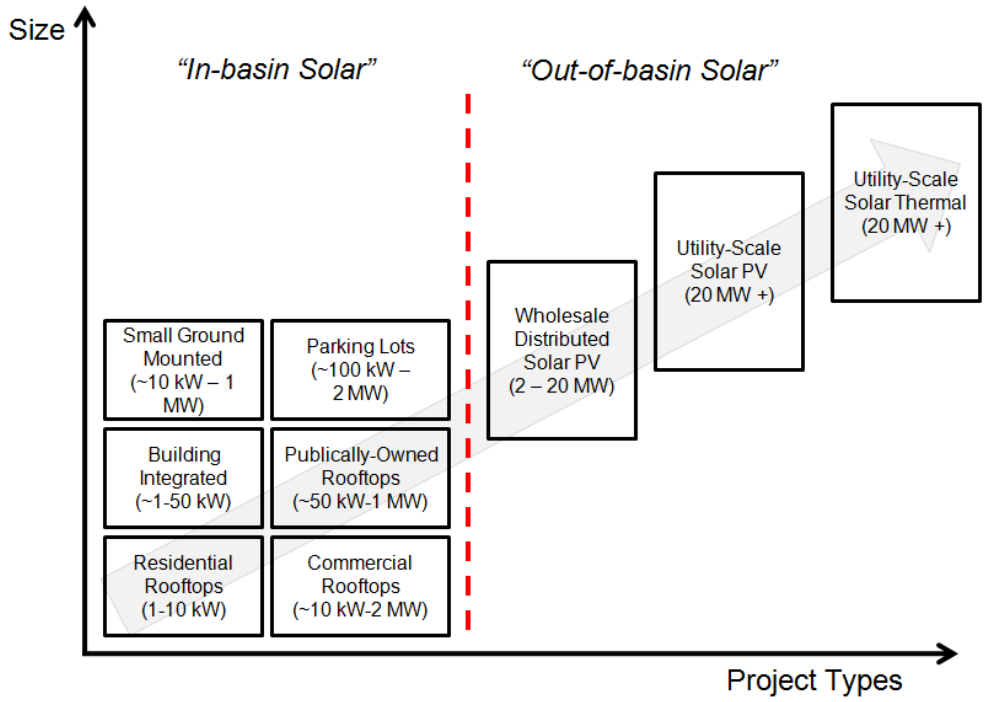 Size
“In-basin Solar”
“Out-of-basin Solar”
Small Ground
Mounted
(~10 kW – 1
MW)
Parking Lots
(~100 kW –
2 MW)
Building
Integrated
(~1-50 kW)
Publically-Owned
Rooftops
(~50 kW-1 MW)
Residential
Rooftops
(1-10 kW)
Commercial
Rooftops
(~10 kW-2 MW)
Wholesale
Distributed
Solar PV
(2 – 20 MW)
Utility-Scale
Solar PV
(20 MW +)
Utility-Scale
Solar Thermal
(20 MW +)
Project Types